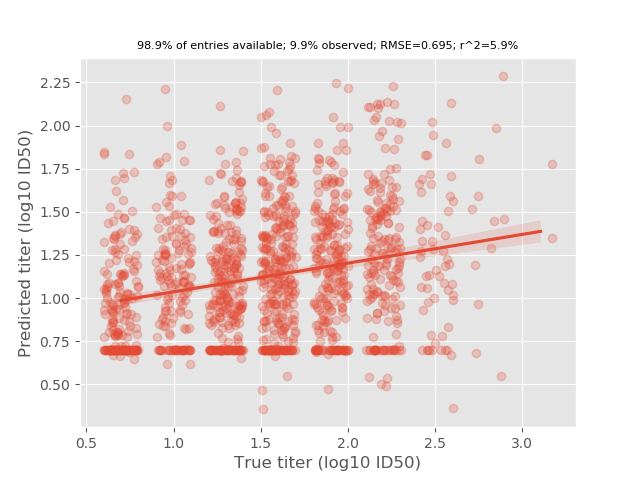 98.9% of entries available; 9.9% observed; RMSE=0.695; r^2=5.9%
Predicted titer (log10 ID50)
2.25
2.00
1.75
1.50
1.25
1.00
0.75
0.50
0.5 1.0 1.5 2.0 2.5 3.0
True titer (log10 ID50)